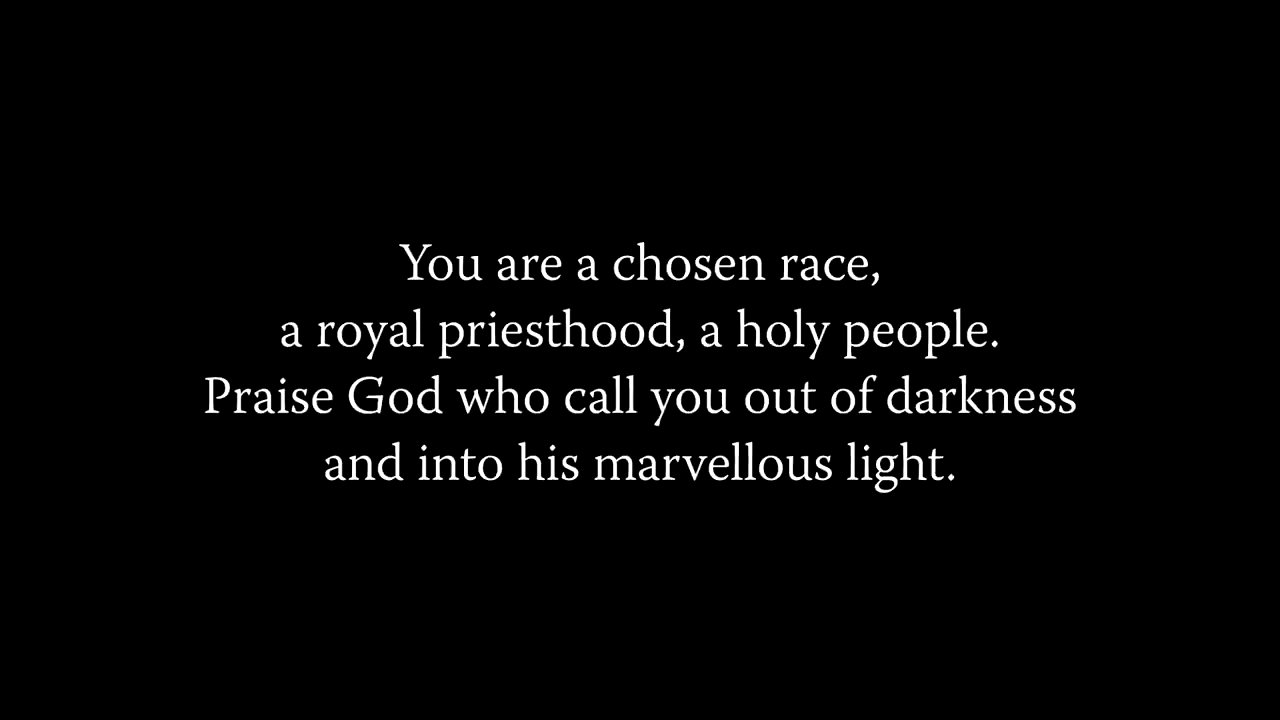 You are a chosen race,
a royal priesthood, a holy people.
Praise God who call you out of darkness
and into his marvellous light.